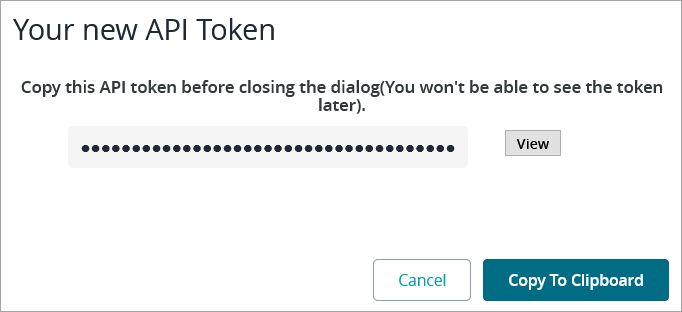 Your new API Token
Copy this API token before closing the dialog(You won't be able to see the token
later).
•••••••••••••••••••••••••••••••••••••
View
Cancel
Copy To Clipboard